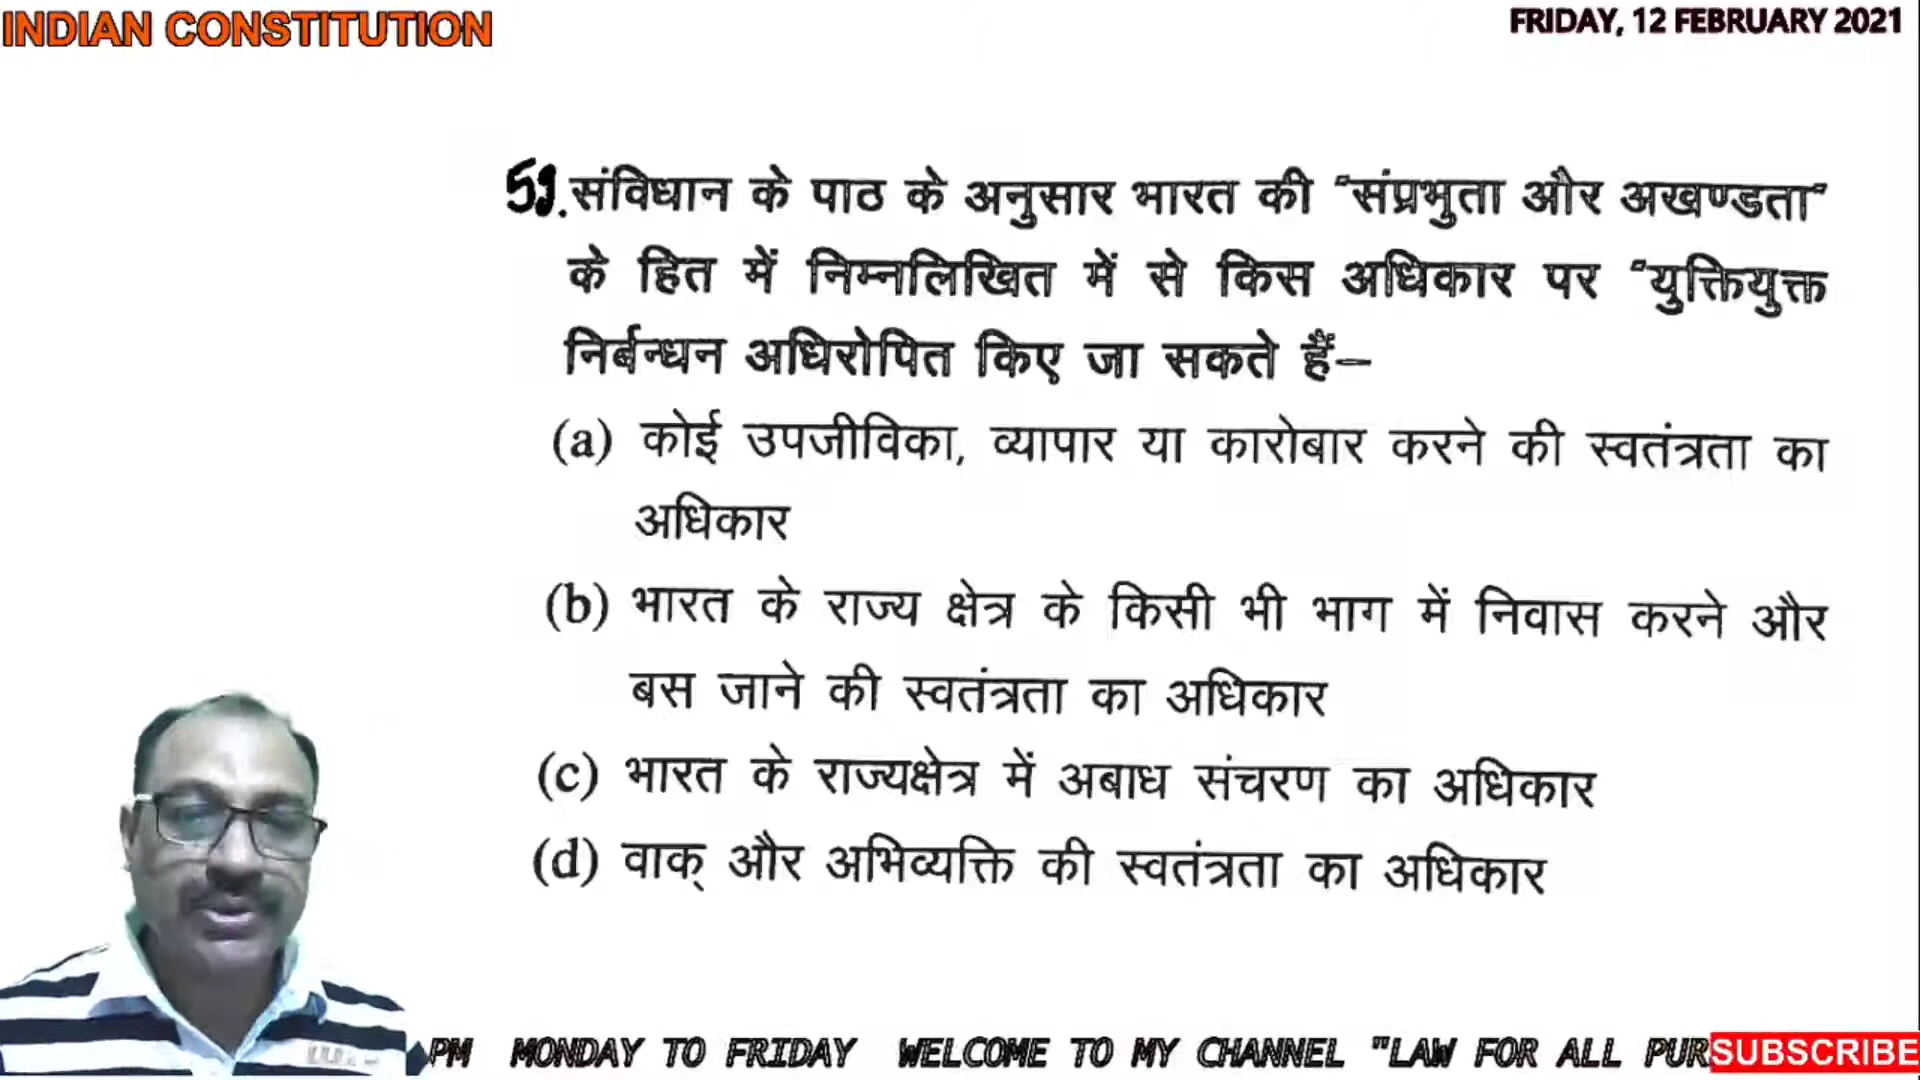 INDIAN CONSTITUTION
FRIDAY, 12 FEBRUARY 2021
59. संविधान के पाठ के अनुसार भारत की "संप्रभुता और अखण्डता"
के हित में निम्नलिखित में से किस अधिकार पर "युक्तियुक्त
निर्बन्धन अधिरोपित किए जा सकते हैं—
(a) कोई उपजीविका, व्यापार या कारोबार करने की स्वतंत्रता का
अधिकार
(b) भारत के राज्य क्षेत्र के किसी भी भाग में निवास करने और
बस जाने की स्वतंत्रता का अधिकार
(c) भारत के राज्यक्षेत्र में अबाध संचरण का अधिकार
(d) वाक् और अभिव्यक्ति की स्वतंत्रता का अधिकार
PM MONDAY TO FRIDAY WELCOME TO MY CHANNEL "LAW FOR ALL PUR
SUBSCRIBE